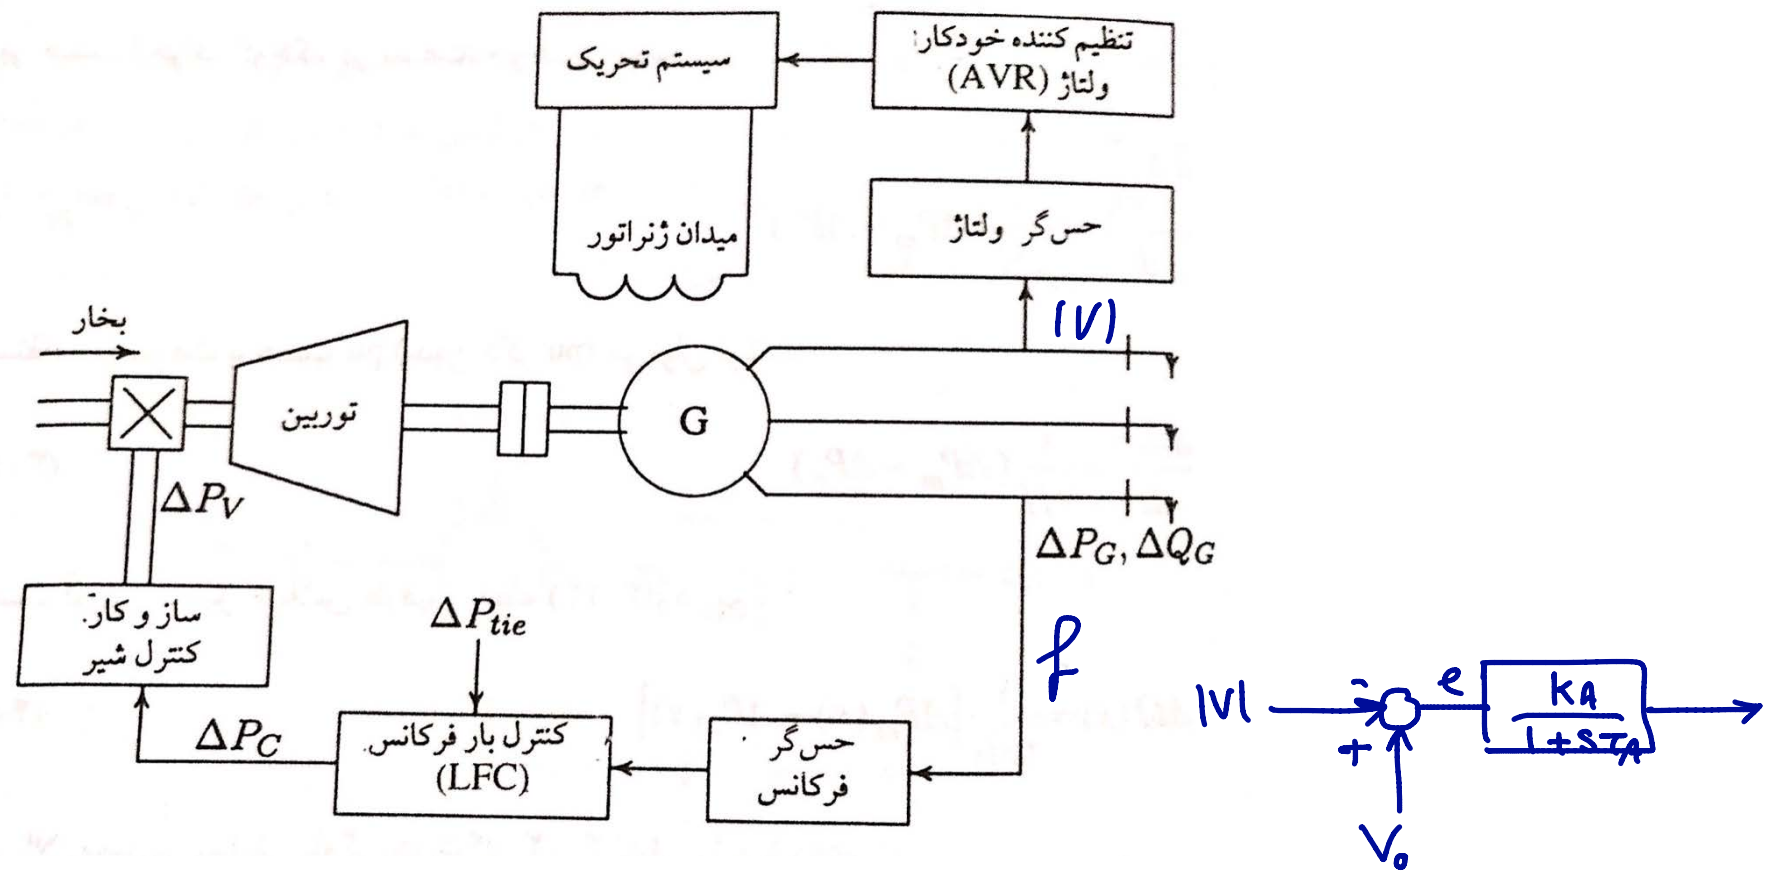 تنظیم کننده خودکار:
ولتاژ (AVR)
سیستم تحریک
حس‌گر ولتاژ
میدان ژنراتور
|V|
بخار
توربین
G
ΔP_V
ΔP_G, ΔQ_G
ساز و کار.
کنترل شیر
ΔP_tie
f
ΔP_C
کنترل بار فرکانس.
(LFC)
حس‌گر
فرکانس
|V|
-
+
e
K_A
1+sτ_A
V_0